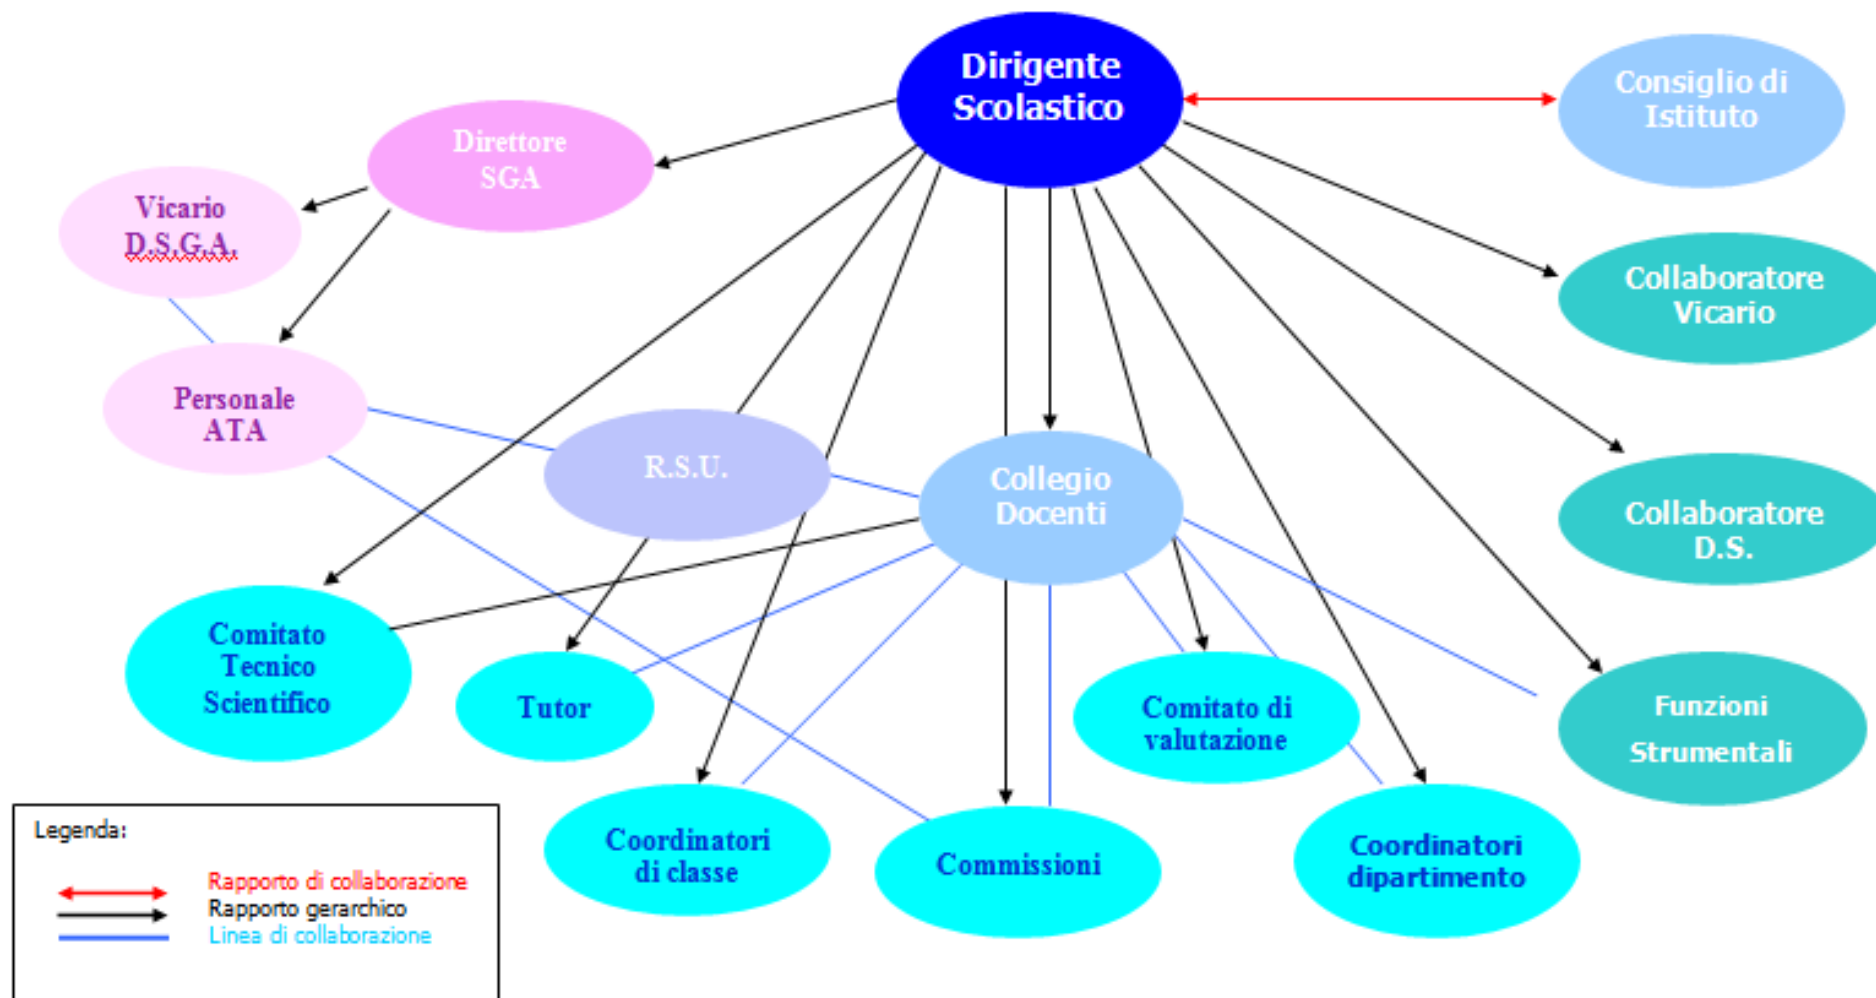 Dirigente
Scolastico
Consiglio di
Istituto
Direttore
SGA
Vicario
D.S.G.A.
Collaboratore
Vicario
Personale
ATA
R.S.U.
Collegio
Docenti
Collaboratore
D.S.
Comitato
Tecnico
Scientifico
Tutor
Comitato di
valutazione
Funzioni
Strumentali
Coordinatori
di classe
Commissioni
Coordinatori
dipartimento
Legenda:
Rapporto di collaborazione
Rapporto gerarchico
Linea di collaborazione